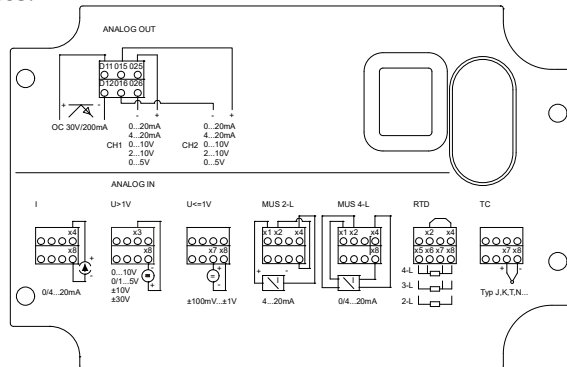 ANALOG OUT
D11 O15 O25
D12 O16 O26
+ - - + - +
OC 30V/200mA
0...20mA
4...20mA
CH1 0...10V
2...10V
0...5V
0...20mA
4...20mA
CH2 0...10V
2...10V
0...5V
ANALOG IN
I U>1V U<=1V MUS 2-L MUS 4-L RTD TC
x4
x8
+
-
0/4...20mA
x3
x8
=
-
+
0...10V
0/1...5V
±10V
±30V
x7 x8
=
+
-
±100mV...±1V
x1 x2 x4
+ -
I
4...20mA
x1 x2 x4
x8
I
0/4...20mA
x2 x4
x5 x6 x7 x8
4-L
3-L
2-L
x7 x8
+ -
Typ J,K,T,N...